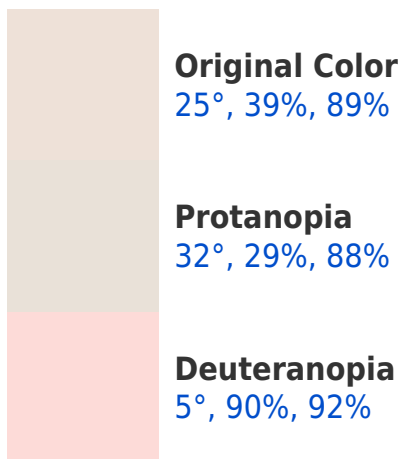 Original Color
25°, 39%, 89%
Protanopia
32°, 29%, 88%
Deuteranopia
5°, 90%, 92%